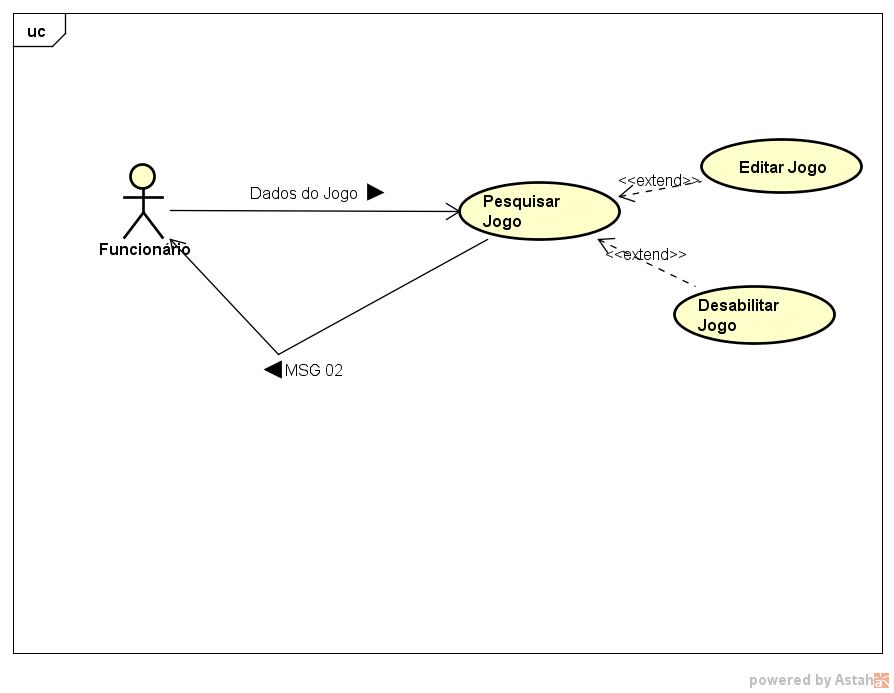 uc
Dados do Jogo
Funcionário
Pesquisar
Jogo
<<extend>>
Editar Jogo
<<extend>>
Desabilitar
Jogo
MSG 02
powered by Astah